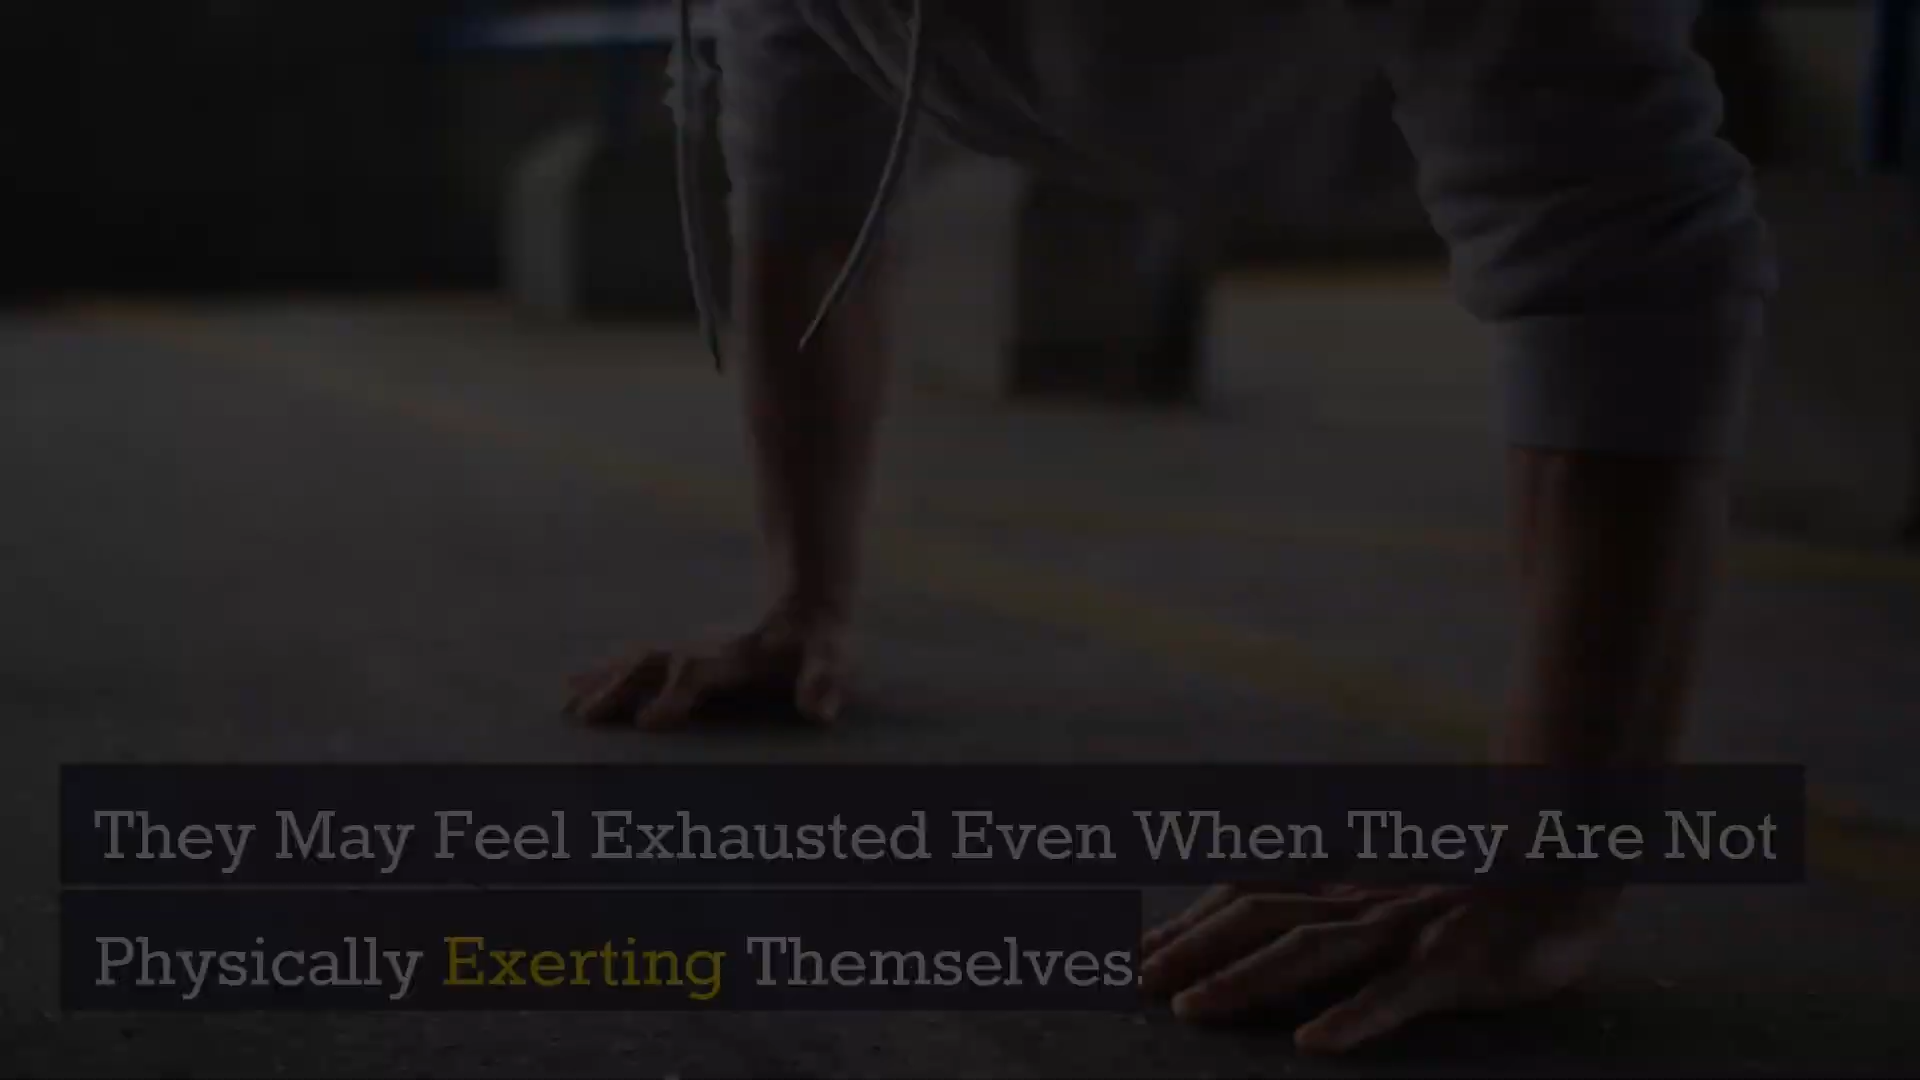 They May Feel Exhausted Even When They Are Not
Physically Exerting Themselves.